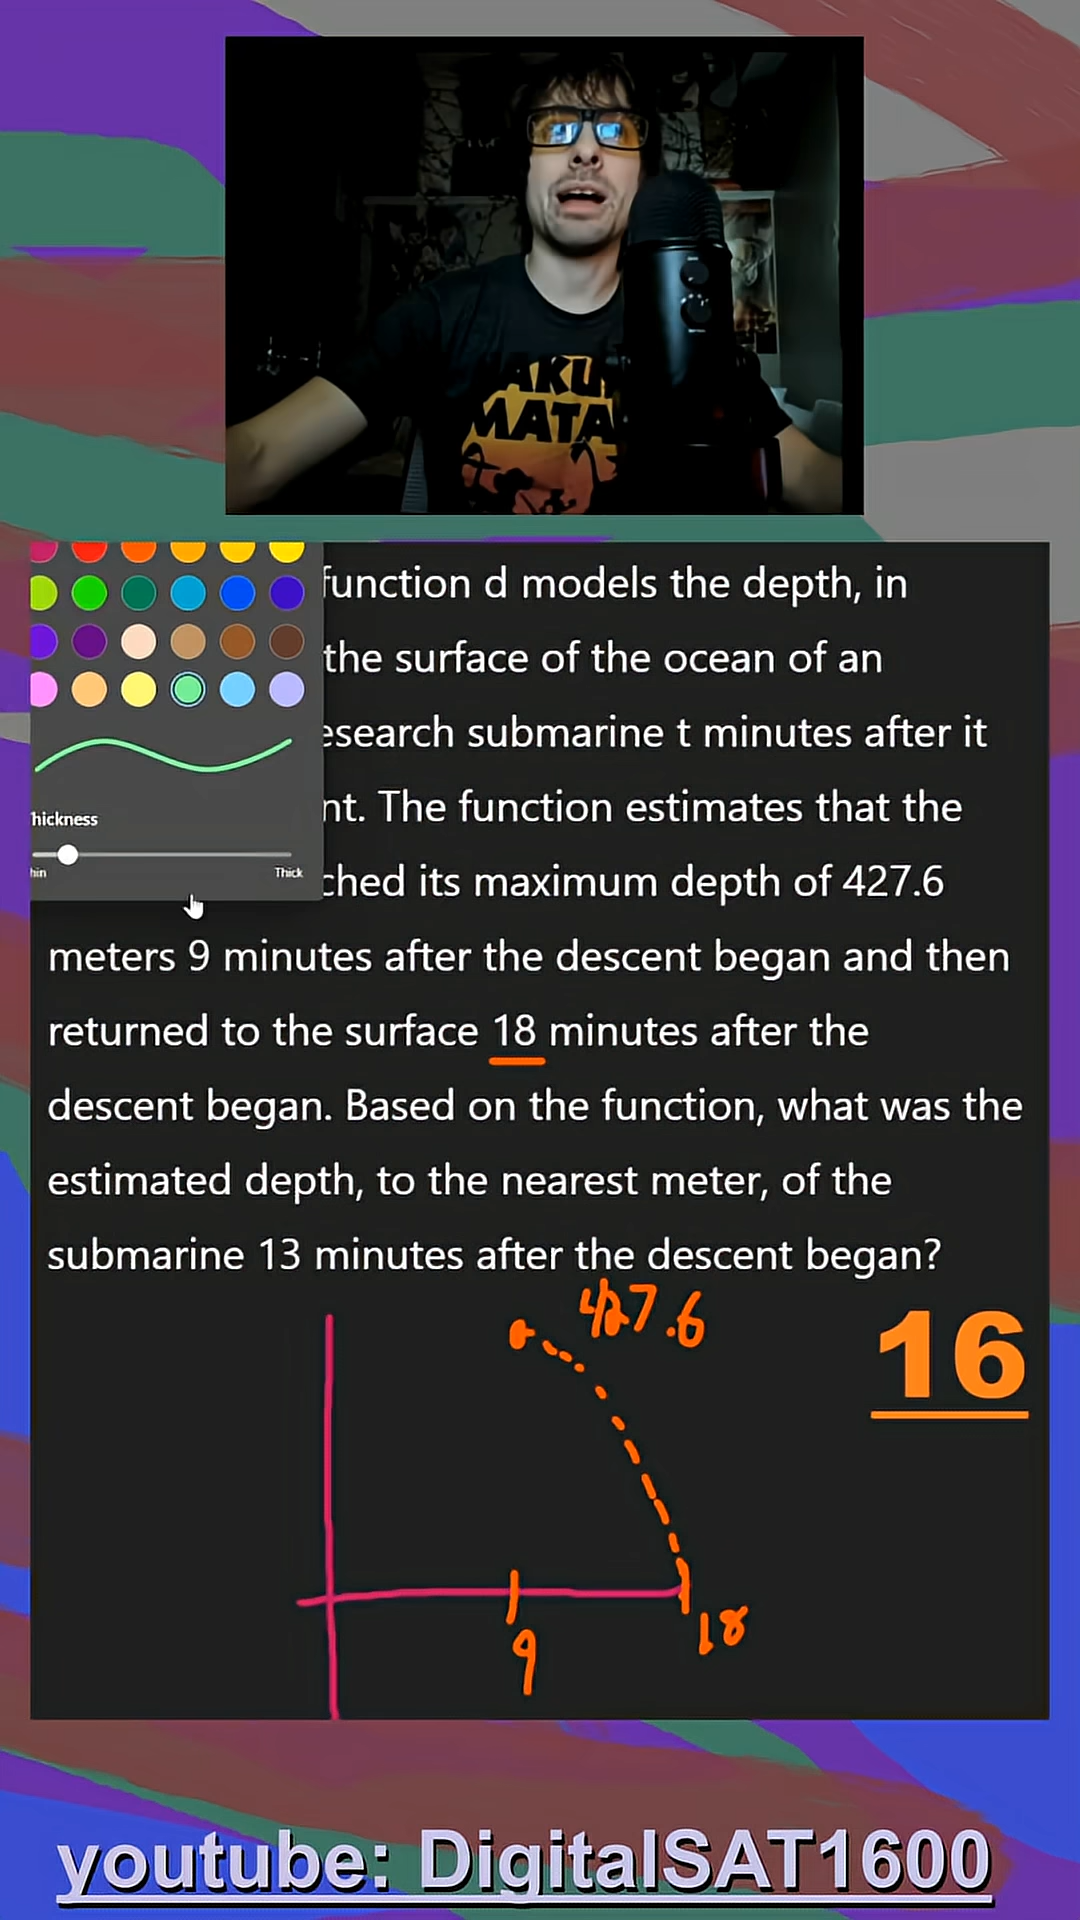 MATA
function d models the depth, in
the surface of the ocean of an
esearch submarine t minutes after it
nt. The function estimates that the
ched its maximum depth of 427.6
meters 9 minutes after the descent began and then
returned to the surface 18 minutes after the
descent began. Based on the function, what was the
estimated depth, to the nearest meter, of the
submarine 13 minutes after the descent began?
hickness
hin
Thick
427.6
16
9
18
youtube: DigitalSAT1600